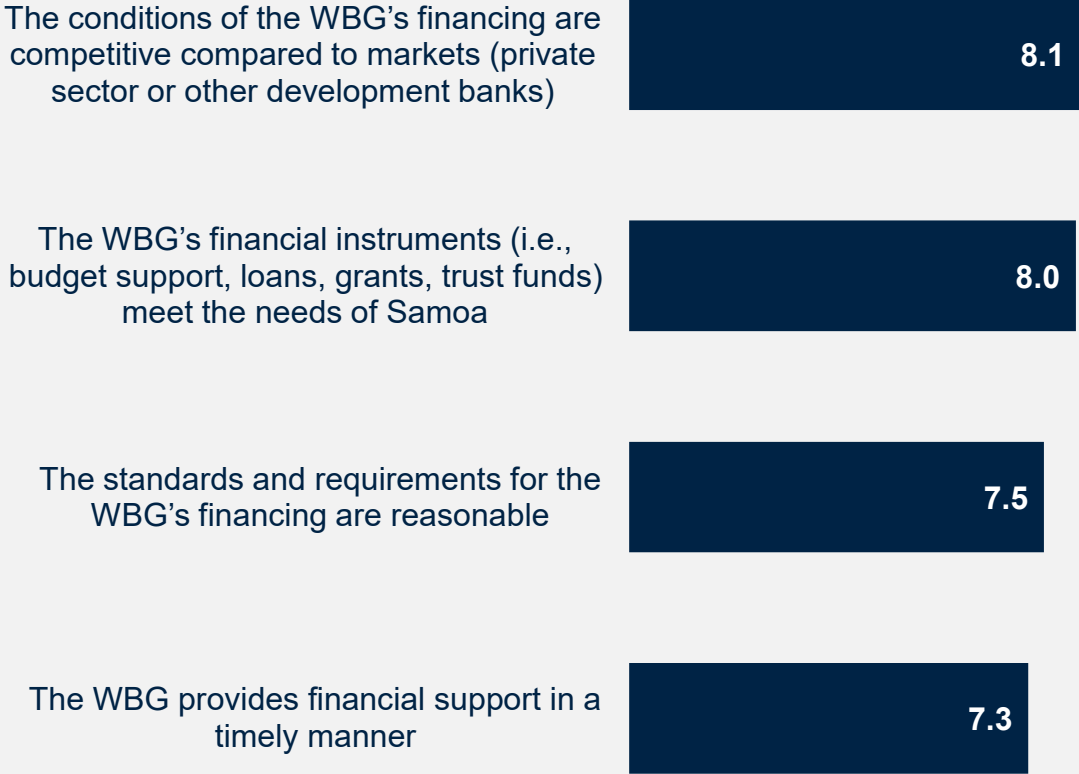 The conditions of the WBG’s financing are
competitive compared to markets (private
sector or other development banks)
8.1
The WBG’s financial instruments (i.e.,
budget support, loans, grants, trust funds)
meet the needs of Samoa
8.0
The standards and requirements for the
WBG’s financing are reasonable
7.5
The WBG provides financial support in a
timely manner
7.3